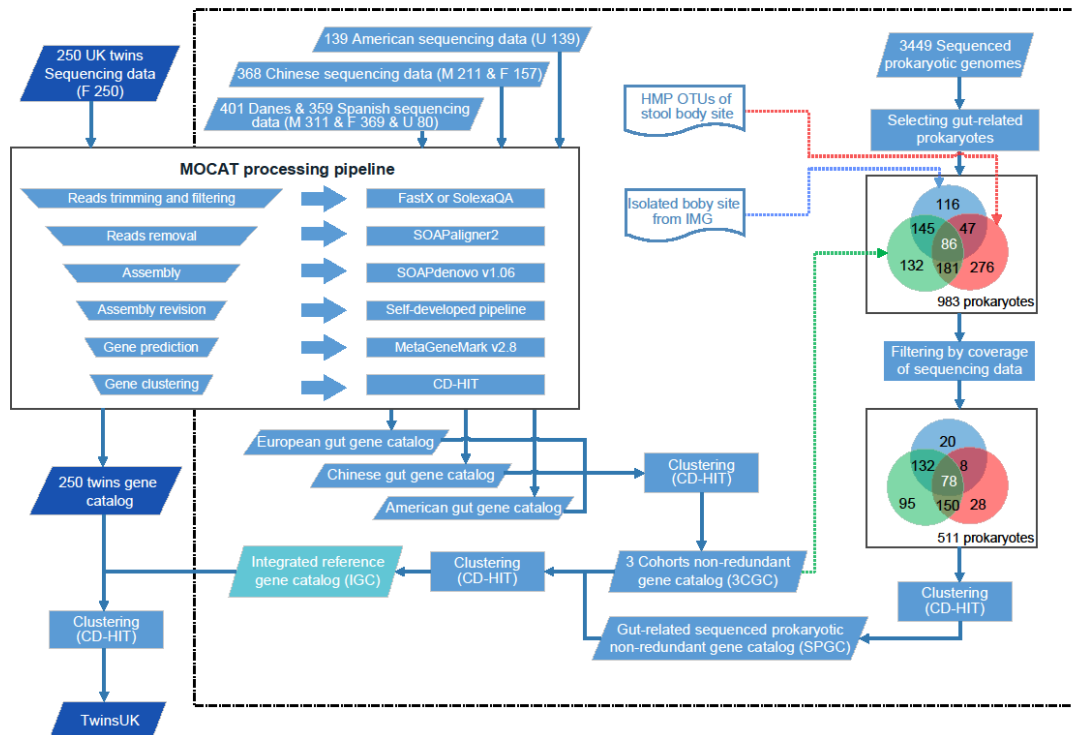 250 UK twins
Sequencing data
(F 250)
139 American sequencing data (U 139)
368 Chinese sequencing data (M 211 & F 157)
401 Danes & 359 Spanish sequencing
data (M 311 & F 369 & U 80)
MOCAT processing pipeline
Reads trimming and filtering
FastX or SolexaQA
Reads removal
SOAPaligner2
Assembly
SOAPdenovo v1.06
Assembly revision
Self-developed pipeline
Gene prediction
MetaGeneMark v2.8
Gene clustering
CD-HIT
HMP OTUs of
stool body site
Isolated boby site
from IMG
3449 Sequenced
prokaryotic genomes
Selecting gut-related
prokaryotes
116
145
47
86
132
181
276
983 prokaryotes
Filtering by coverage
of sequencing data
20
132
8
78
95
150
28
511 prokaryotes
Clustering
(CD-HIT)
European gut gene catalog
Chinese gut gene catalog
American gut gene catalog
Clustering
(CD-HIT)
250 twins gene
catalog
Integrated reference
gene catalog (IGC)
Clustering
(CD-HIT)
3 Cohorts non-redundant
gene catalog (3CGC)
Gut-related sequenced prokaryotic
non-redundant gene catalog (SPGC)
Clustering
(CD-HIT)
TwinsUK